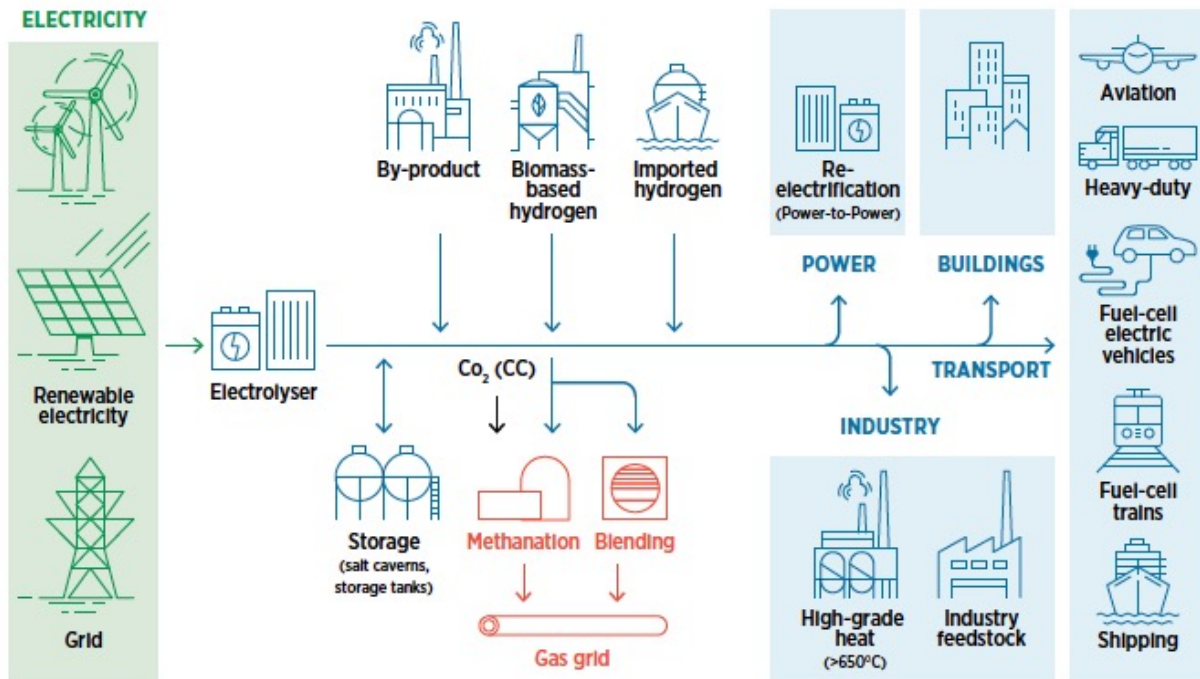 ELECTRICITY
Renewable
electricity
Grid
Electrolyser
By-product
Biomass-
based
hydrogen
Imported
hydrogen
Co₂ (CC)
Storage
(salt caverns,
storage tanks)
Methanation
Blending
Gas grid
Re-
electrification
(Power-to-Power)
POWER
BUILDINGS
TRANSPORT
INDUSTRY
High-grade
heat
(>650⁰C)
Industry
feedstock
Aviation
Heavy-duty
Fuel-cell
electric
vehicles
Fuel-cell
trains
Shipping